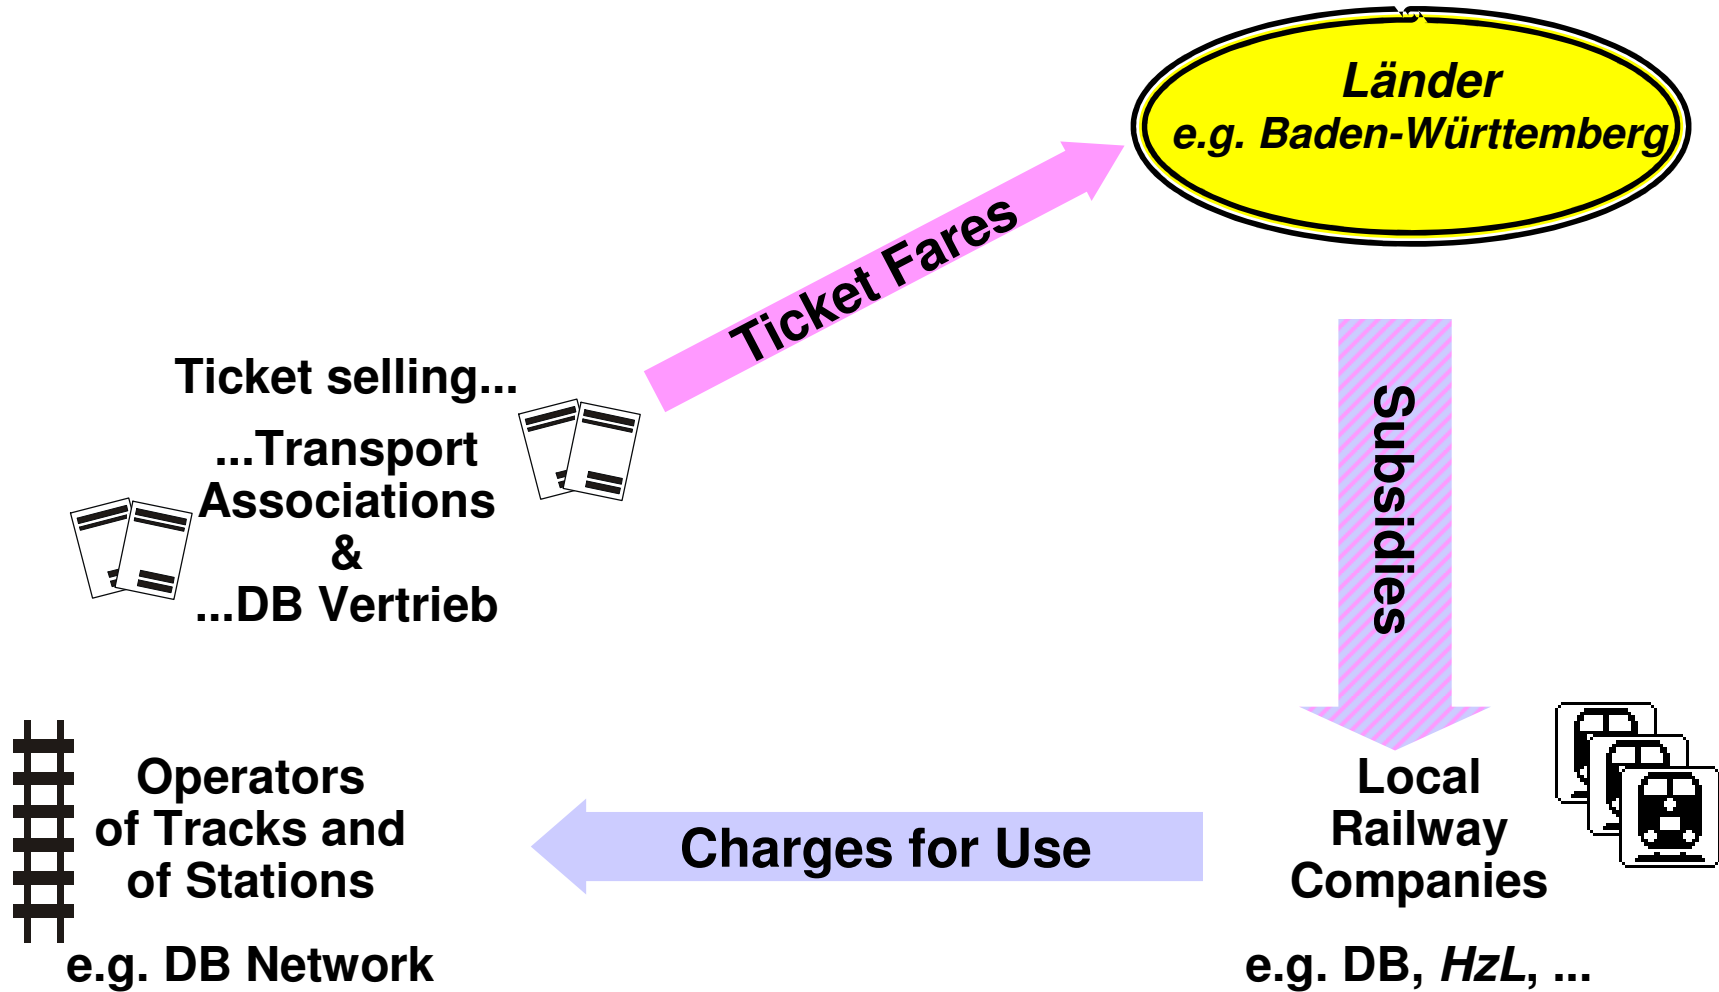 Länder
e.g. Baden-Württemberg
Ticket Fares
Ticket selling...
...Transport
Associations
&
...DB Vertrieb
Subsidies
Operators
of Tracks and
of Stations
e.g. DB Network
Charges for Use
Local
Railway
Companies
e.g. DB, HzL, ...